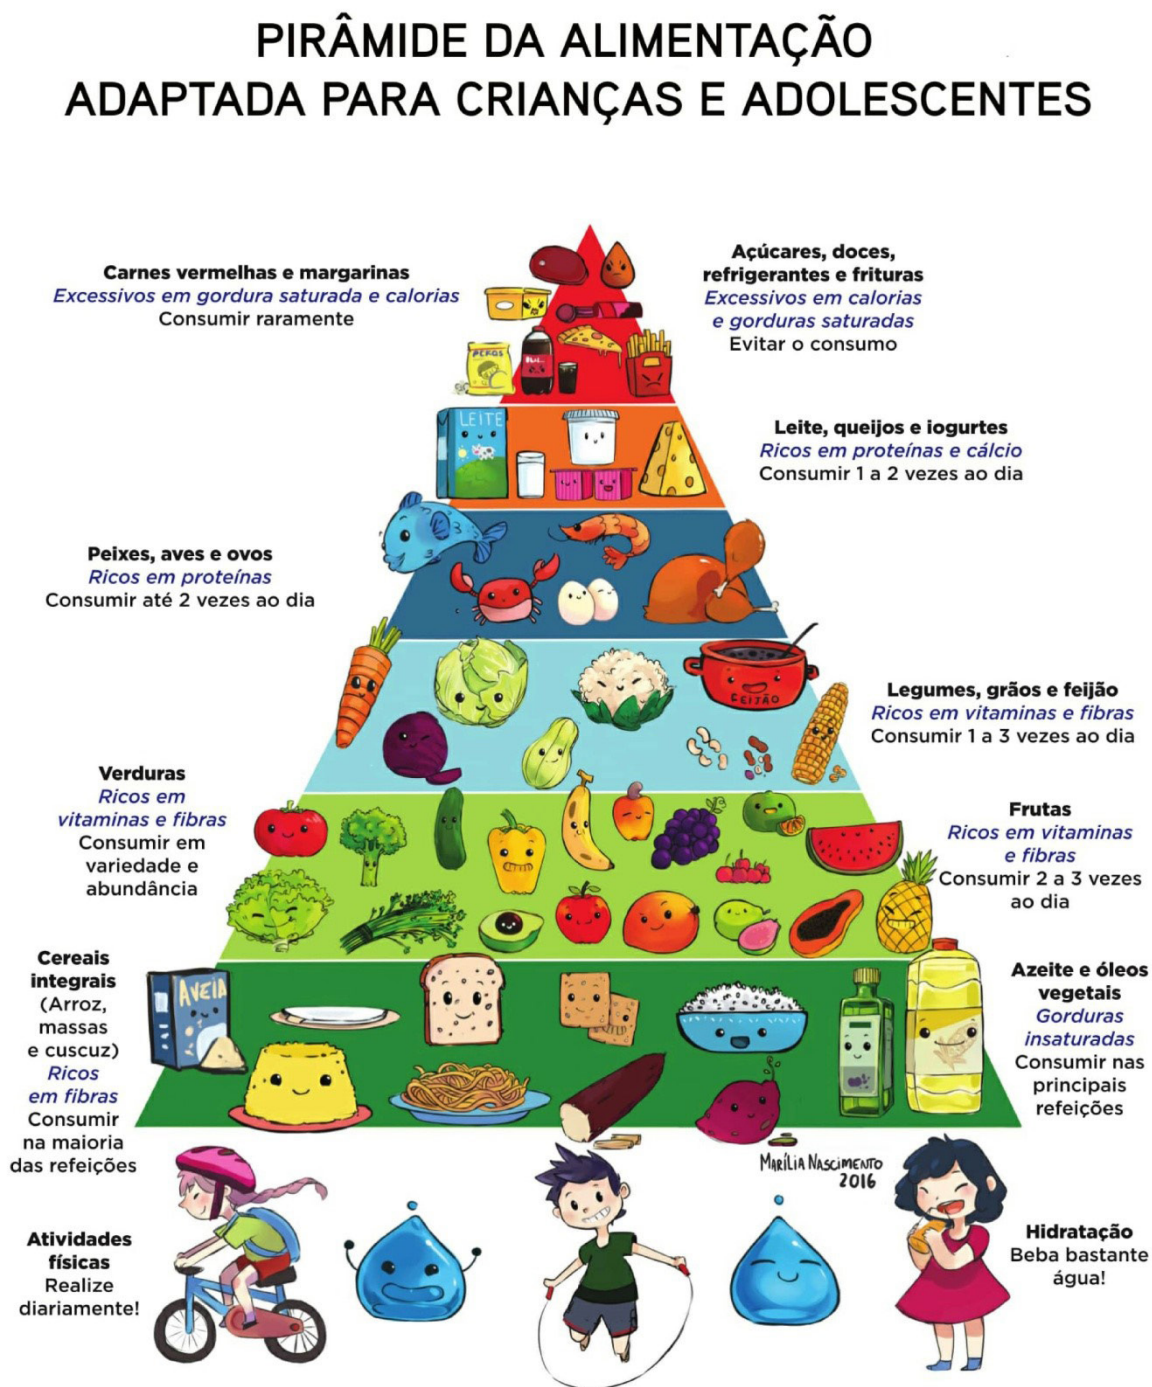 PIRÂMIDE DA ALIMENTAÇÃO
ADAPTADA PARA CRIANÇAS E ADOLESCENTES
Carnes vermelhas e margarinas
Excessivos em gordura saturada e calorias
Consumir raramente
Açúcares, doces,
refrigerantes e frituras
Excessivos em calorias
e gorduras saturadas
Evitar o consumo
LEITE
Leite, queijos e iogurtes
Ricos em proteínas e cálcio
Consumir 1 a 2 vezes ao dia
Peixes, aves e ovos
Ricos em proteínas
Consumir até 2 vezes ao dia
FEIJÃO
Legumes, grãos e feijão
Ricos em vitaminas e fibras
Consumir 1 a 3 vezes ao dia
Verduras
Ricos em
vitaminas e fibras
Consumir em
variedade e
abundância
Frutas
Ricos em vitaminas
e fibras
Consumir 2 a 3 vezes
ao dia
Cereais
integrais
(Arroz,
massas
e cuscuz)
Ricos
em fibras
Consumir
na maioria
das refeições
AVEIA
Azeite e óleos
vegetais
Gorduras
insaturadas
Consumir nas
principais
refeições
MARÍLIA NASCIMENTO
2016
Atividades
físicas
Realize
diariamente!
Hidratação
Beba bastante
água!